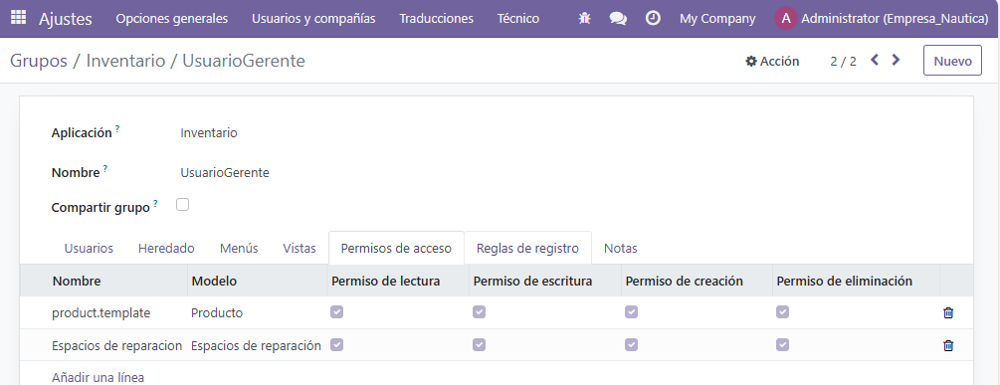 Ajustes Opciones generales Usuarios y compañías Traducciones Técnico My Company A Administrator (Empresa_Nautica)
Grupos / Inventario / UsuarioGerente Acción 2 / 2 Nuevo
Aplicación ? Inventario
Nombre ? UsuarioGerente
Compartir grupo ?
Usuarios Heredado Menús Vistas Permisos de acceso Reglas de registro Notas
Nombre Modelo Permiso de lectura Permiso de escritura Permiso de creación Permiso de eliminación
product.template Producto
Espacios de reparacion Espacios de reparación
Añadir una línea